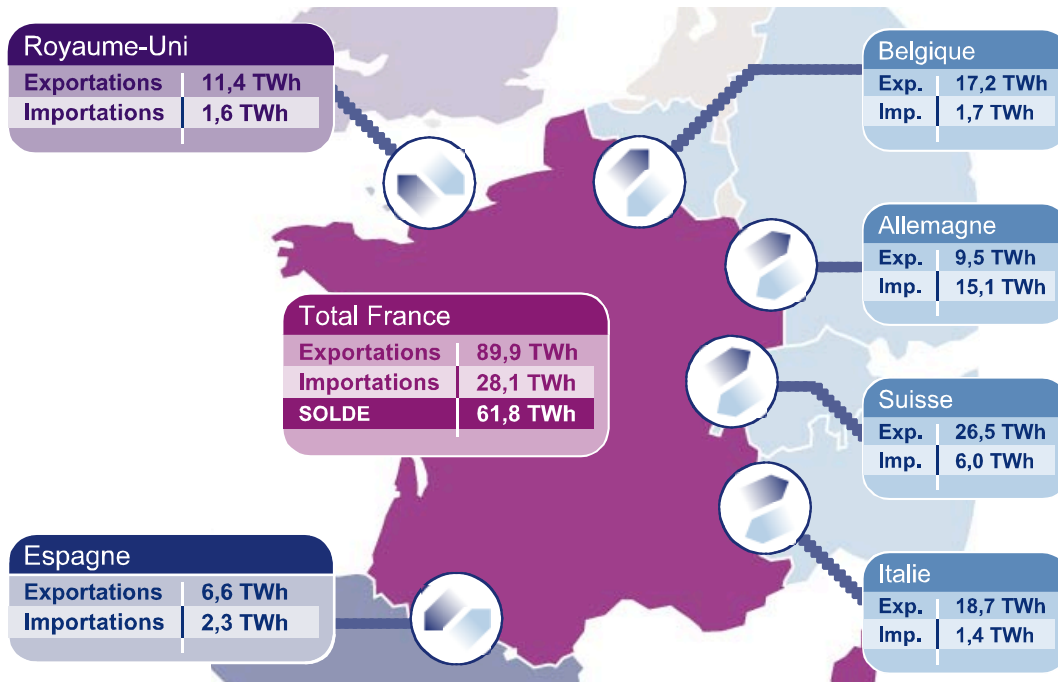 Royaume-Uni
Exportations 11,4 TWh
Importations 1,6 TWh
Belgique
Exp. 17,2 TWh
Imp. 1,7 TWh
Allemagne
Exp. 9,5 TWh
Imp. 15,1 TWh
Total France
Exportations 89,9 TWh
Importations 28,1 TWh
SOLDE 61,8 TWh
Suisse
Exp. 26,5 TWh
Imp. 6,0 TWh
Espagne
Exportations 6,6 TWh
Importations 2,3 TWh
Italie
Exp. 18,7 TWh
Imp. 1,4 TWh